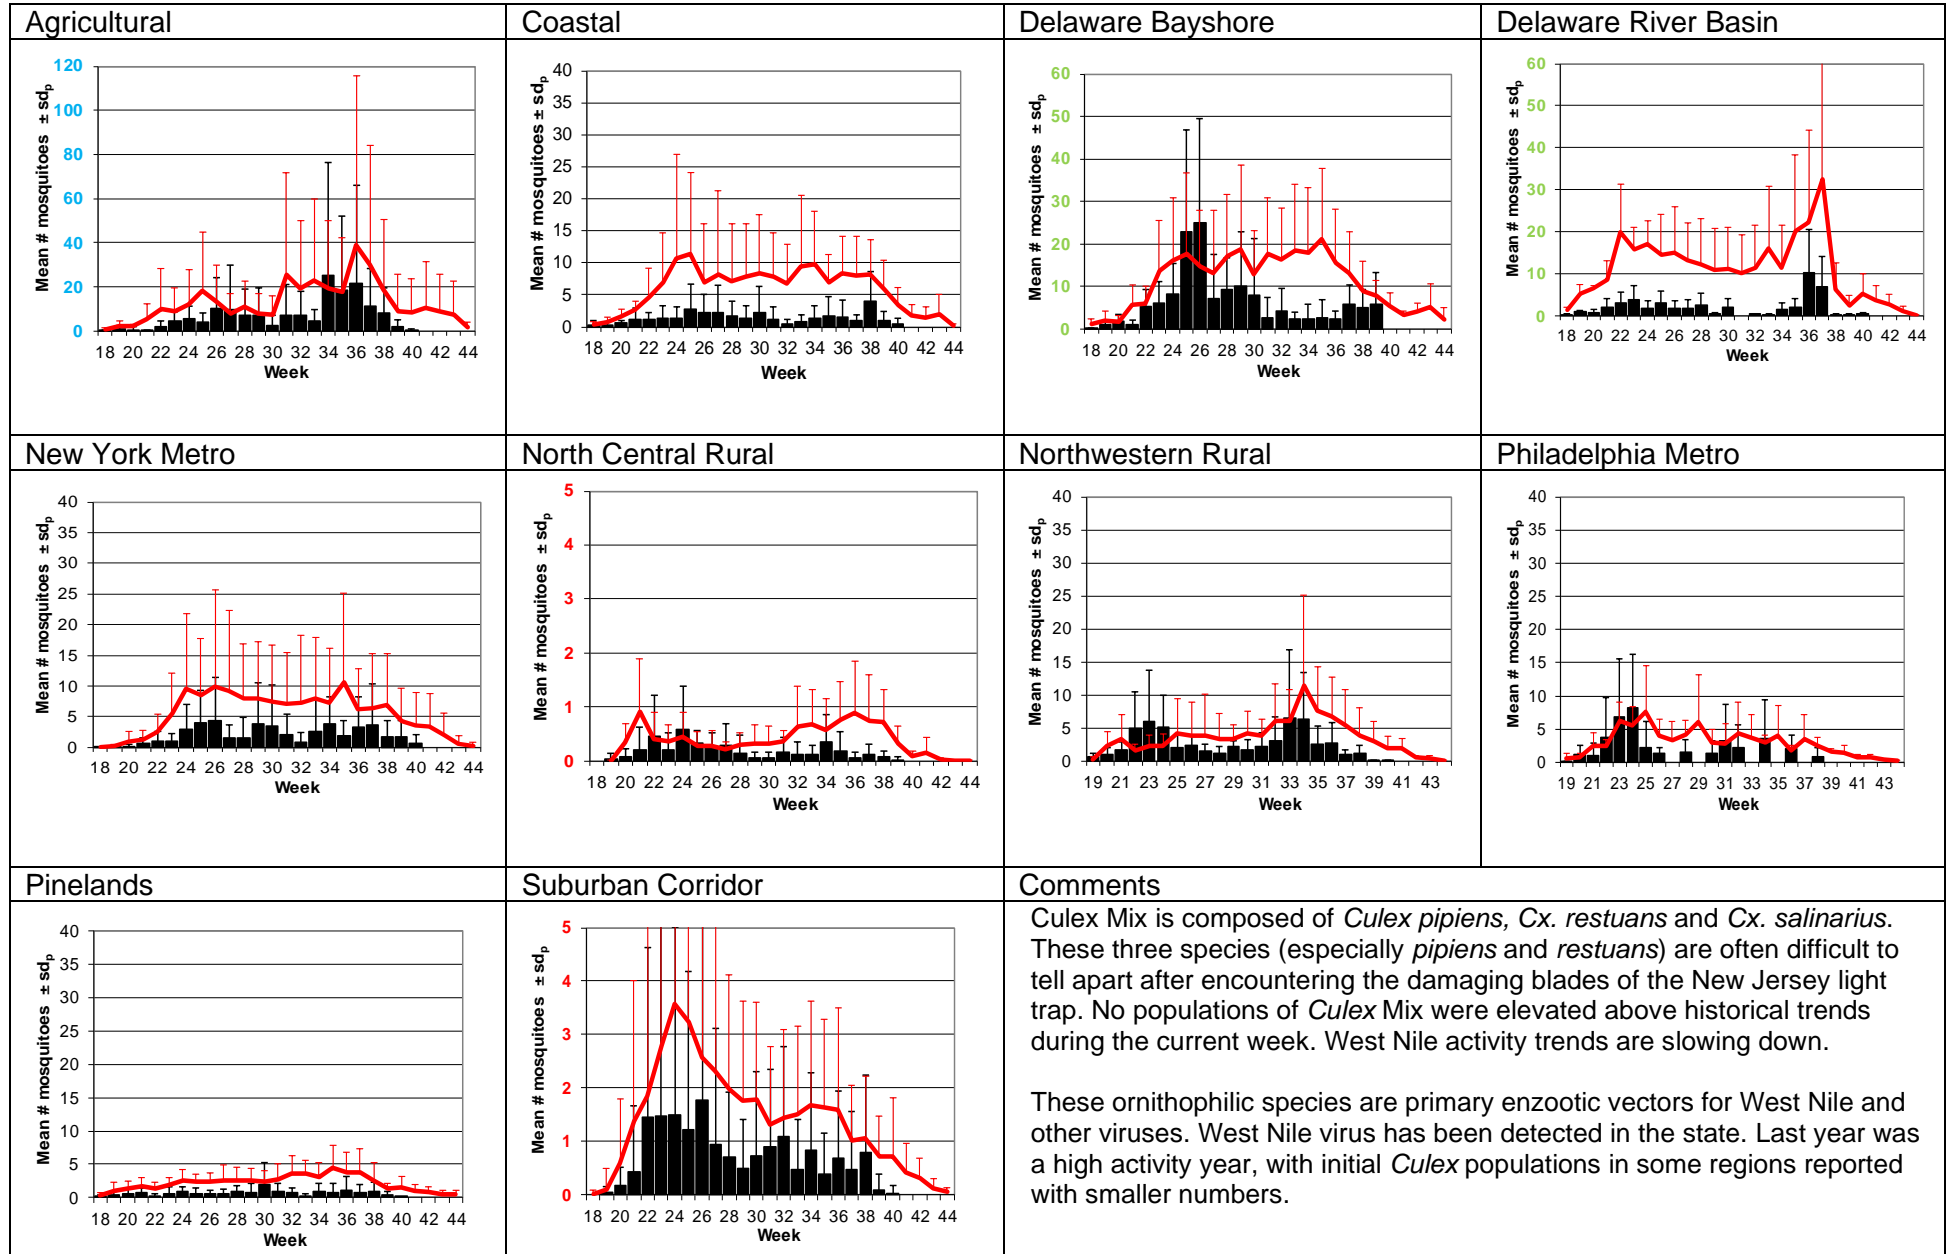 Agricultural
Coastal
Delaware Bayshore
Delaware River Basin
Mean # mosquitoes ± sdp
120
100
80
60
40
20
0
18 20 22 24 26 28 30 32 34 36 38 40 42 44
Week
Mean # mosquitoes ± sdp
40
35
30
25
20
15
10
5
0
18 20 22 24 26 28 30 32 34 36 38 40 42 44
Week
Mean # mosquitoes ± sdp
60
50
40
30
20
10
0
18 20 22 24 26 28 30 32 34 36 38 40 42 44
Week
Mean # mosquitoes ± sdp
60
50
40
30
20
10
0
18 20 22 24 26 28 30 32 34 36 38 40 42 44
Week
New York Metro
North Central Rural
Northwestern Rural
Philadelphia Metro
Mean # mosquitoes ± sdp
40
35
30
25
20
15
10
5
0
18 20 22 24 26 28 30 32 34 36 38 40 42 44
Week
Mean # mosquitoes ± sdp
5
4
3
2
1
0
18 20 22 24 26 28 30 32 34 36 38 40 42 44
Week
Mean # mosquitoes ± sdp
40
35
30
25
20
15
10
5
0
19 21 23 25 27 29 31 33 35 37 39 41 43
Week
Mean # mosquitoes ± sdp
40
35
30
25
20
15
10
5
0
19 21 23 25 27 29 31 33 35 37 39 41 43
Week
Pinelands
Suburban Corridor
Comments
Mean # mosquitoes ± sdp
40
35
30
25
20
15
10
5
0
18 20 22 24 26 28 30 32 34 36 38 40 42 44
Week
Mean # mosquitoes ± sdp
5
4
3
2
1
0
18 20 22 24 26 28 30 32 34 36 38 40 42 44
Week
Culex Mix is composed of Culex pipiens, Cx. restuans and Cx. salinarius.
These three species (especially pipiens and restuans) are often difficult to
tell apart after encountering the damaging blades of the New Jersey light
trap. No populations of Culex Mix were elevated above historical trends
during the current week. West Nile activity trends are slowing down.
These ornithophilic species are primary enzootic vectors for West Nile and
other viruses. West Nile virus has been detected in the state. Last year was
a high activity year, with initial Culex populations in some regions reported
with smaller numbers.